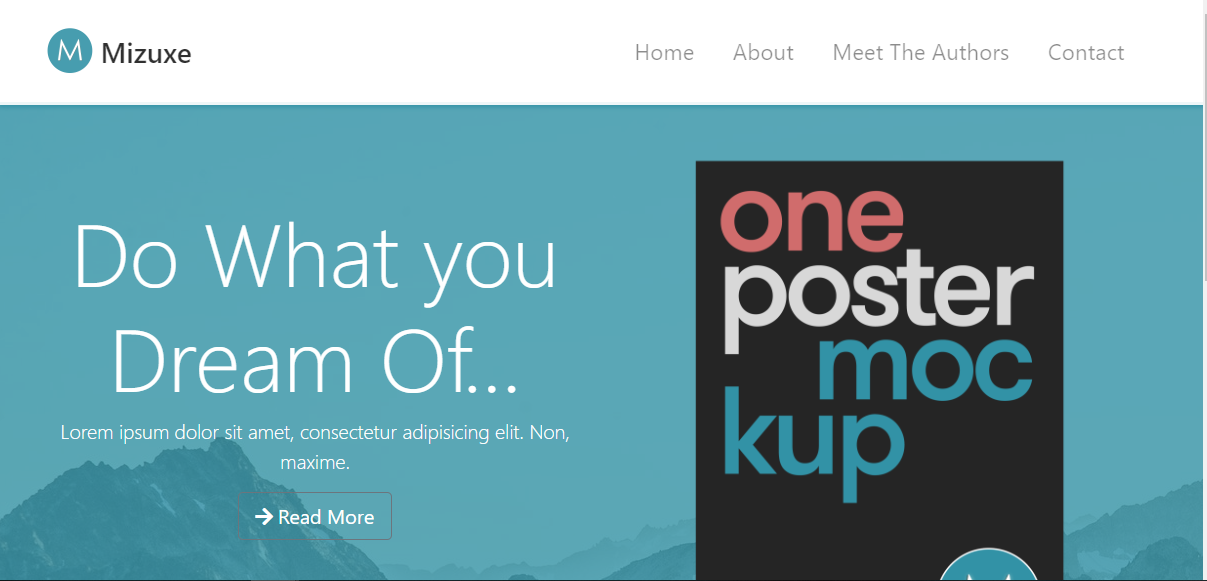 M Mizuxe
Home About Meet The Authors Contact
Do What you
Dream Of...
Lorem ipsum dolor sit amet, consectetur adipisicing elit. Non,
maxime.
Read More
one
poster
moc
kup